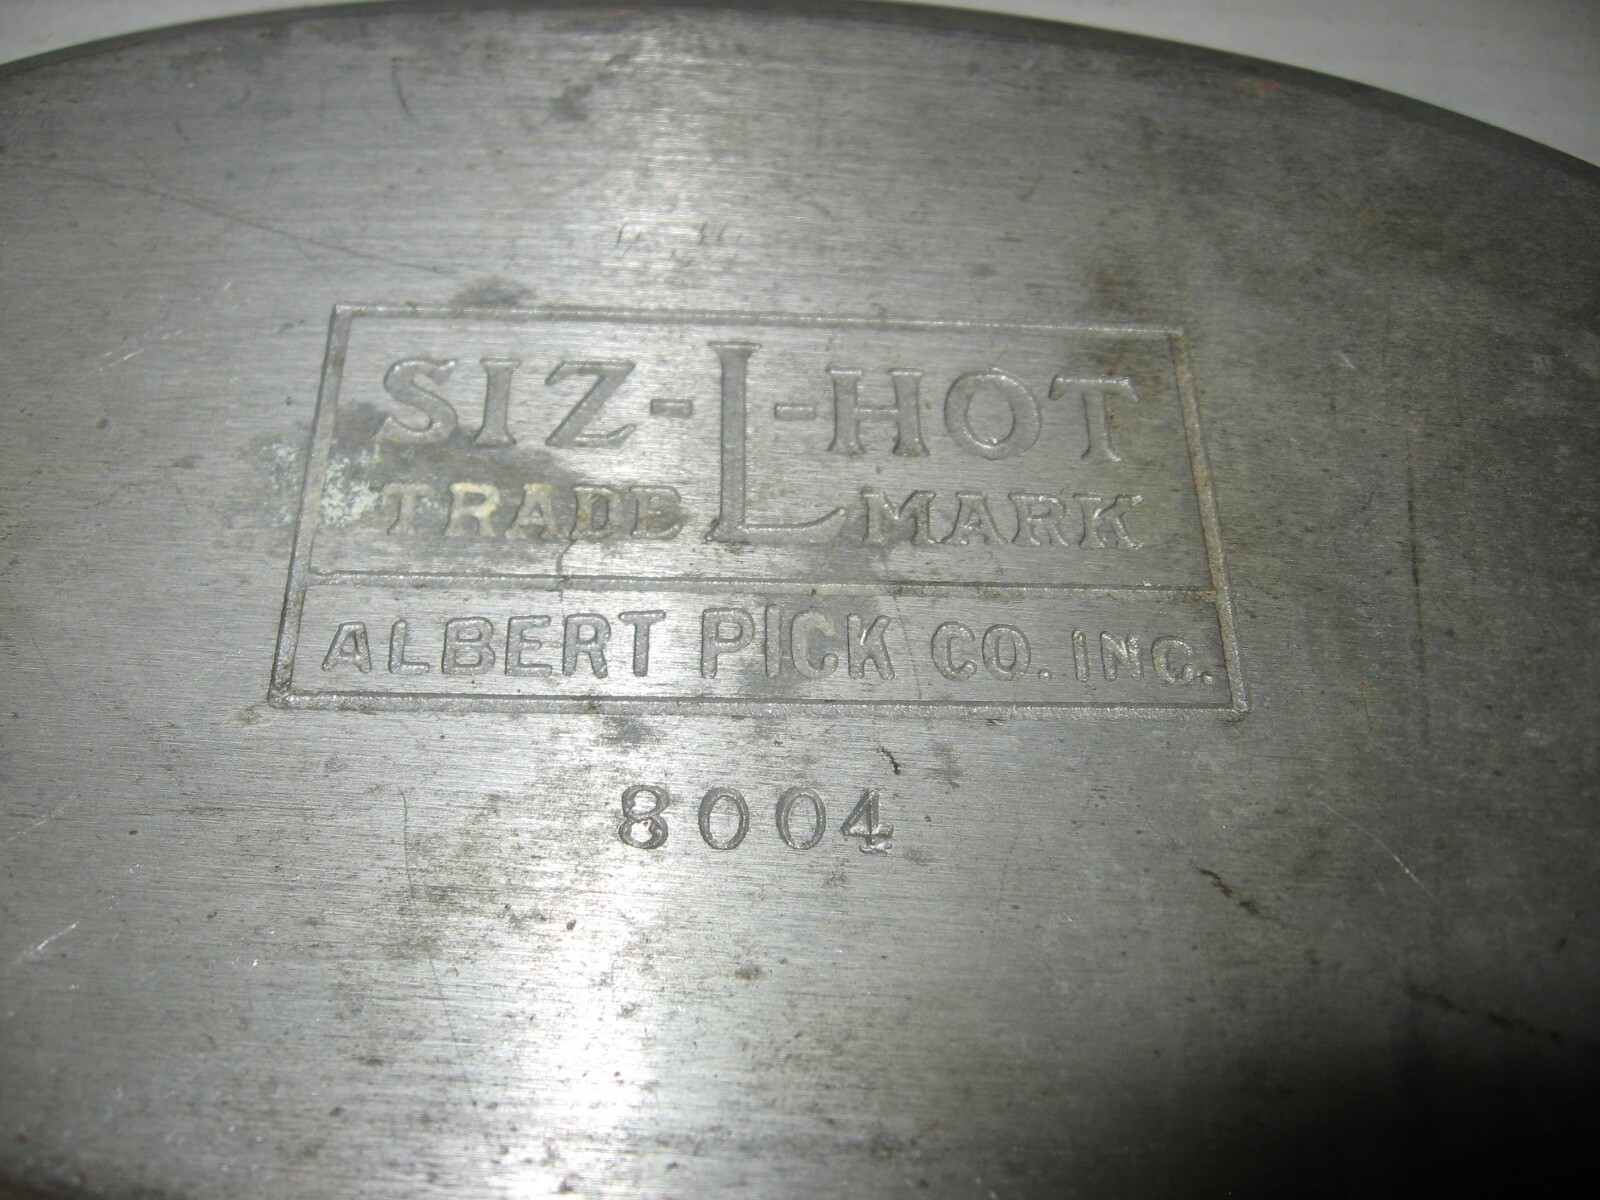 SIZ-L-HOT
TRADE MARK
ALBERT PICK CO. INC.
8004